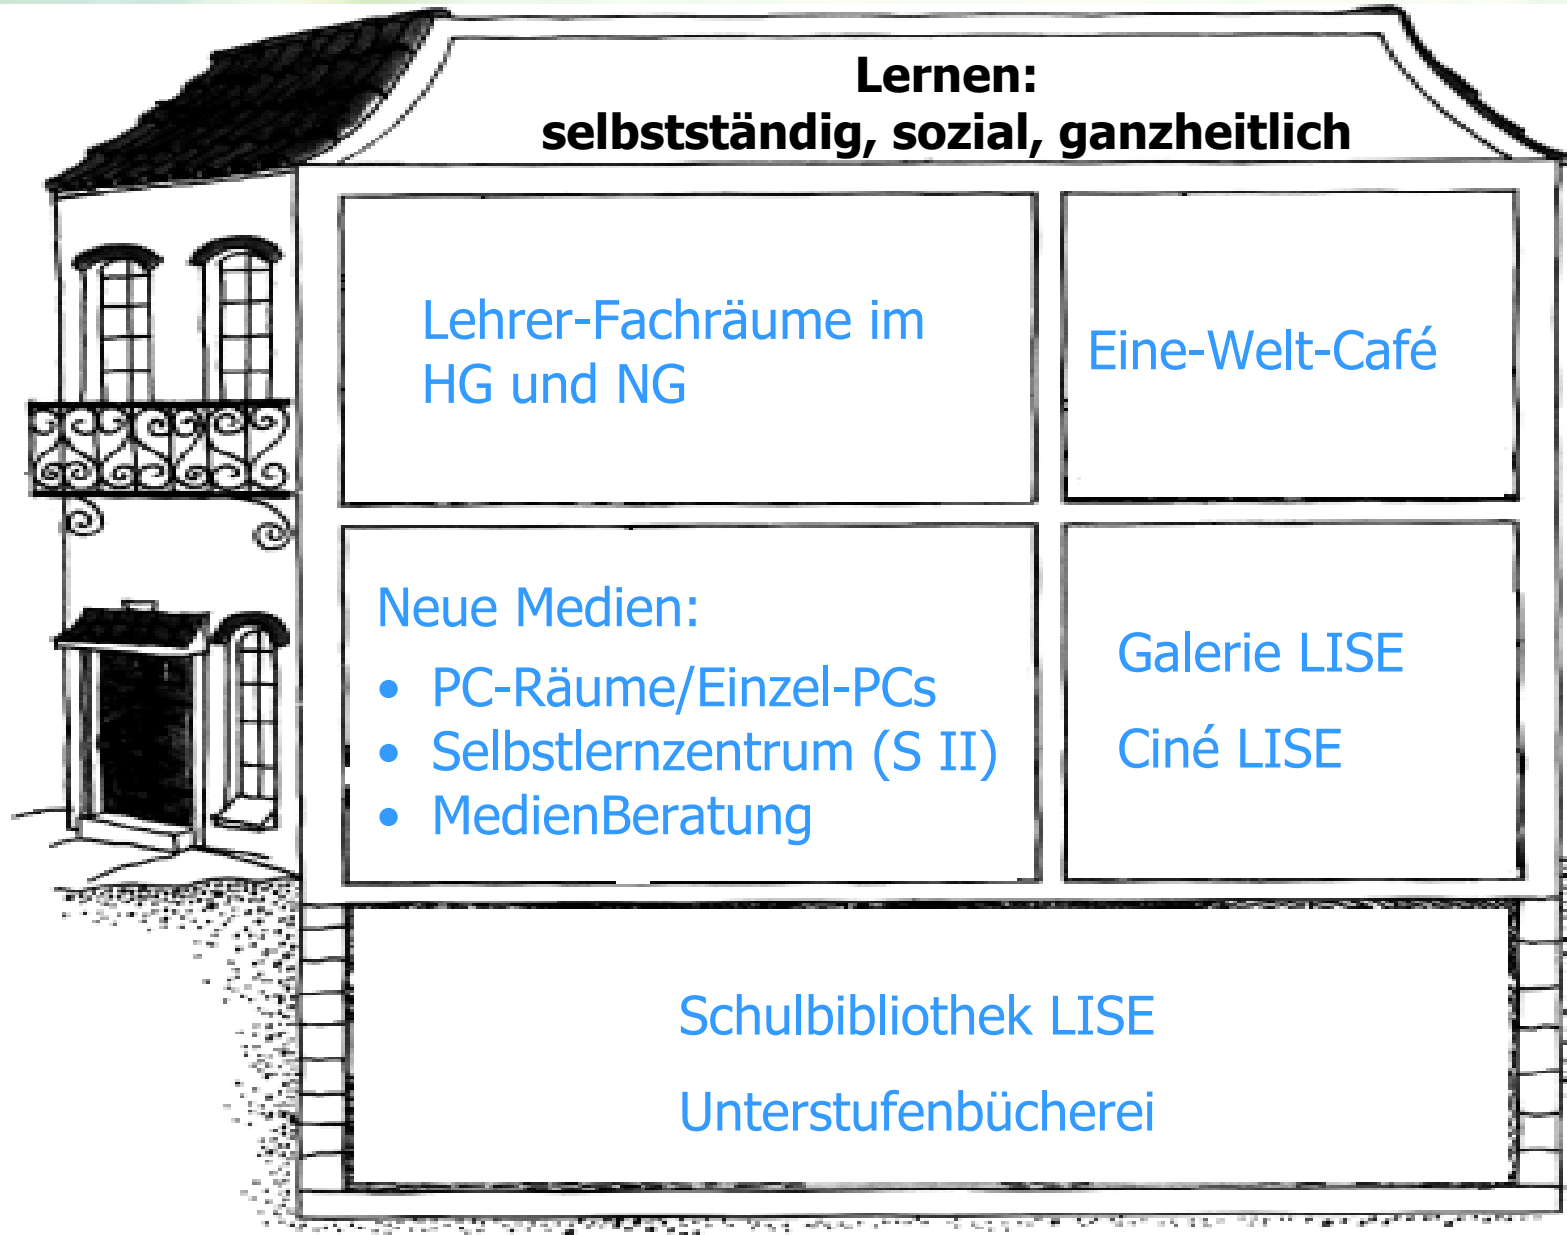 Lernen:
selbstständig, sozial, ganzheitlich
Lehrer-Fachräume im
HG und NG
Eine-Welt-Café
Neue Medien:
• PC-Räume/Einzel-PCs
• Selbstlernzentrum (S II)
• MedienBeratung
Galerie LISE
Ciné LISE
Schulbibliothek LISE
Unterstufenbücherei